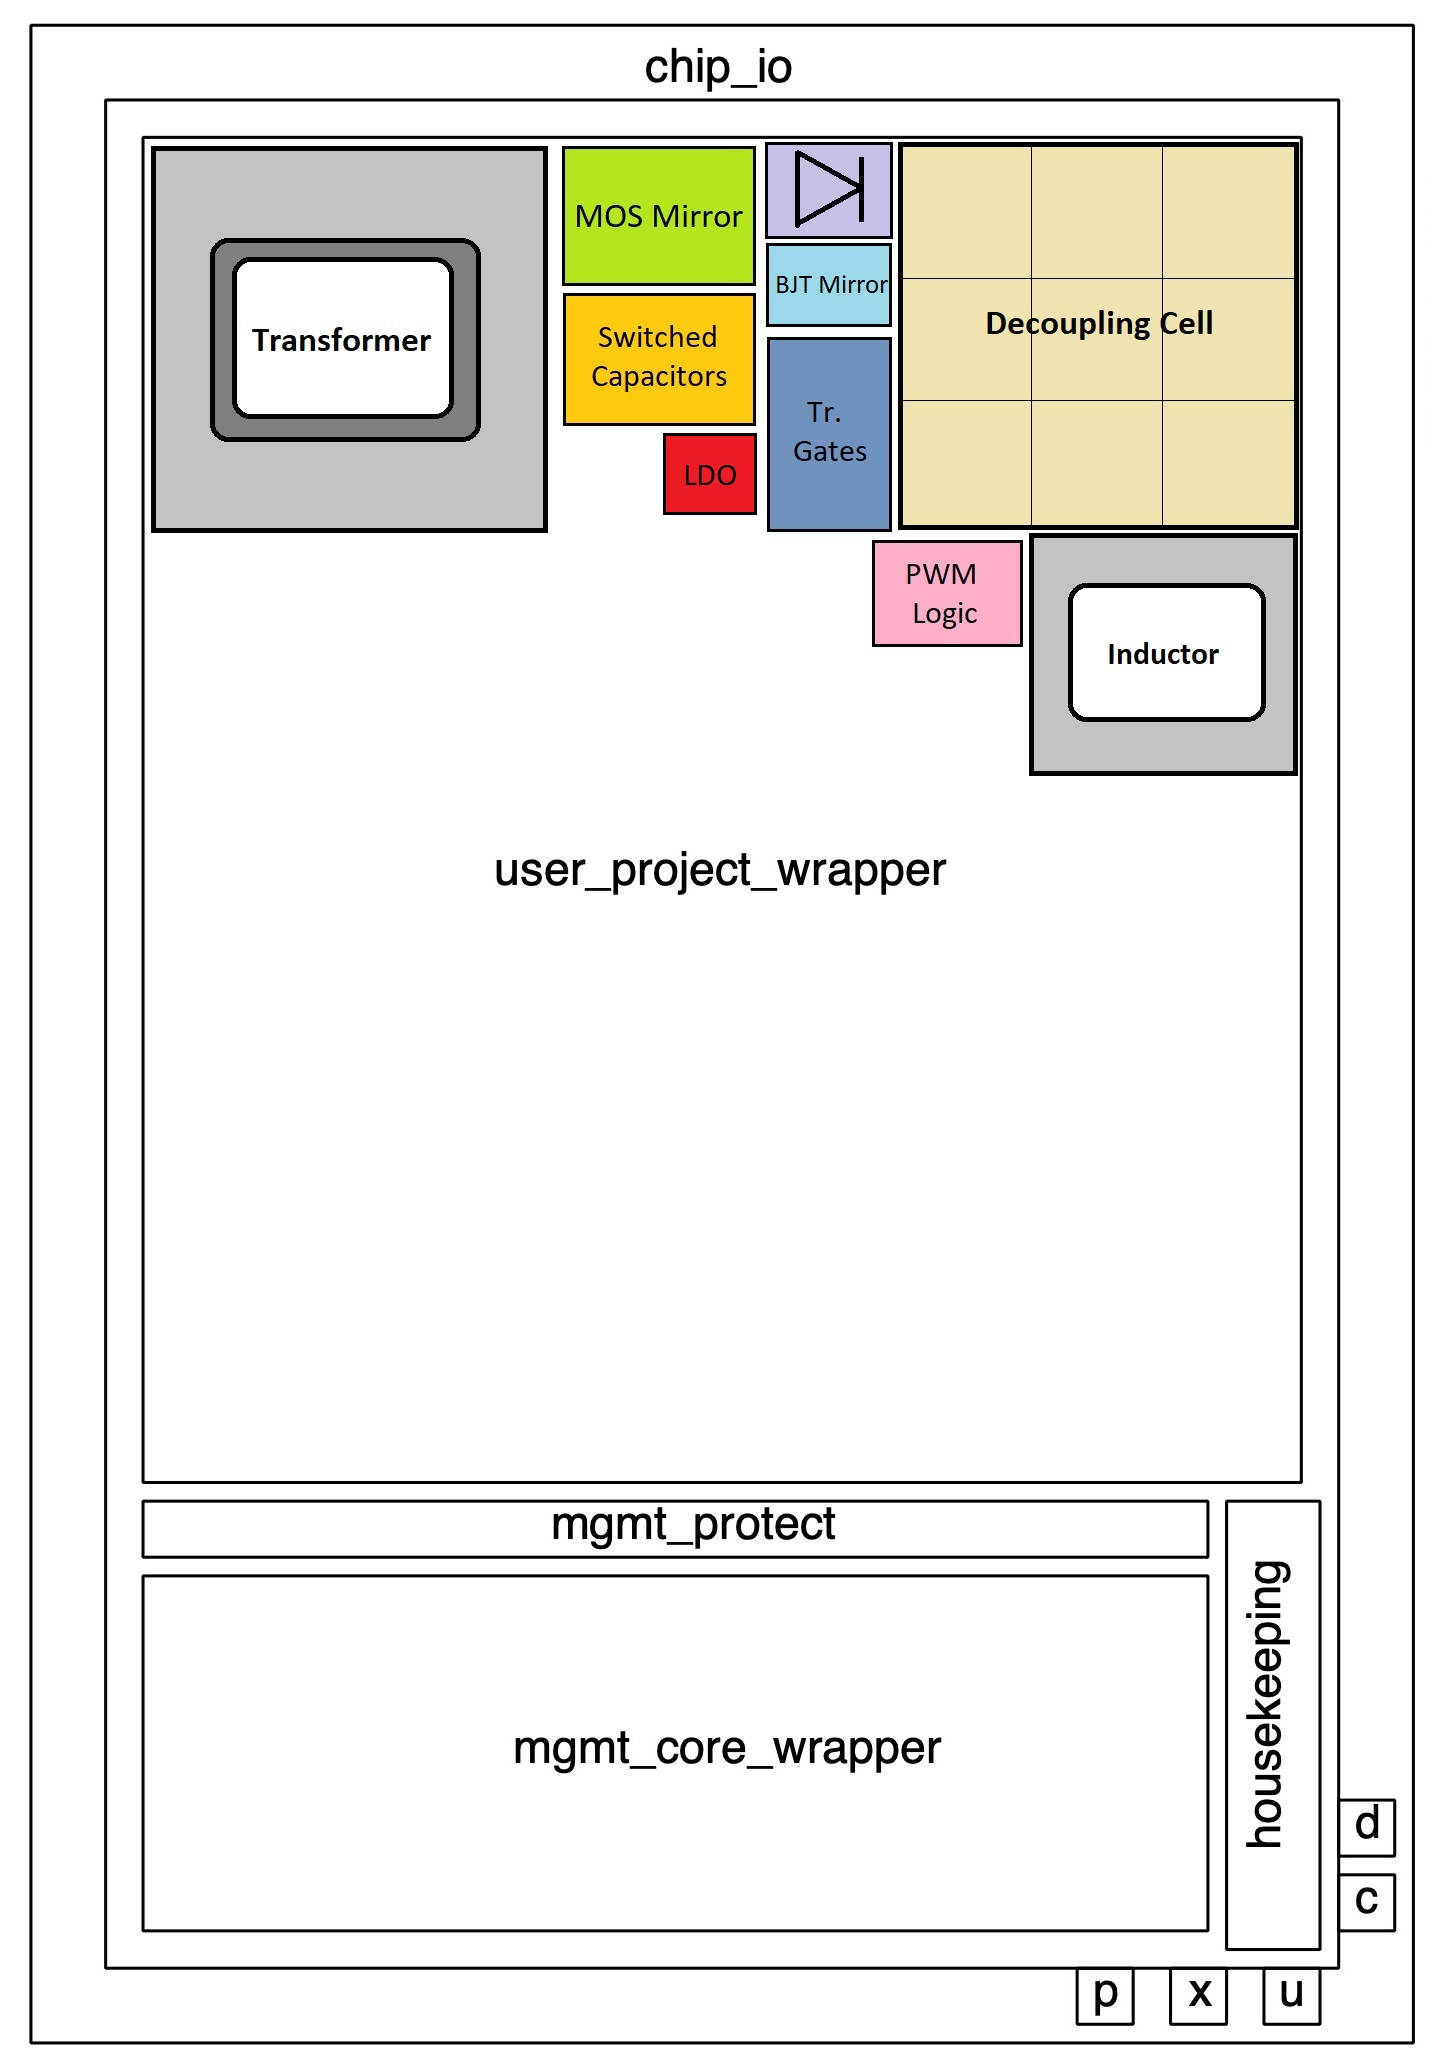 chip_io
MOS Mirror
BJT Mirror
Transformer
Switched
Capacitors
Decoupling Cell
Tr.
Gates
LDO
PWM
Logic
Inductor
user_project_wrapper
mgmt_protect
housekeeping
mgmt_core_wrapper
d
c
p
x
u